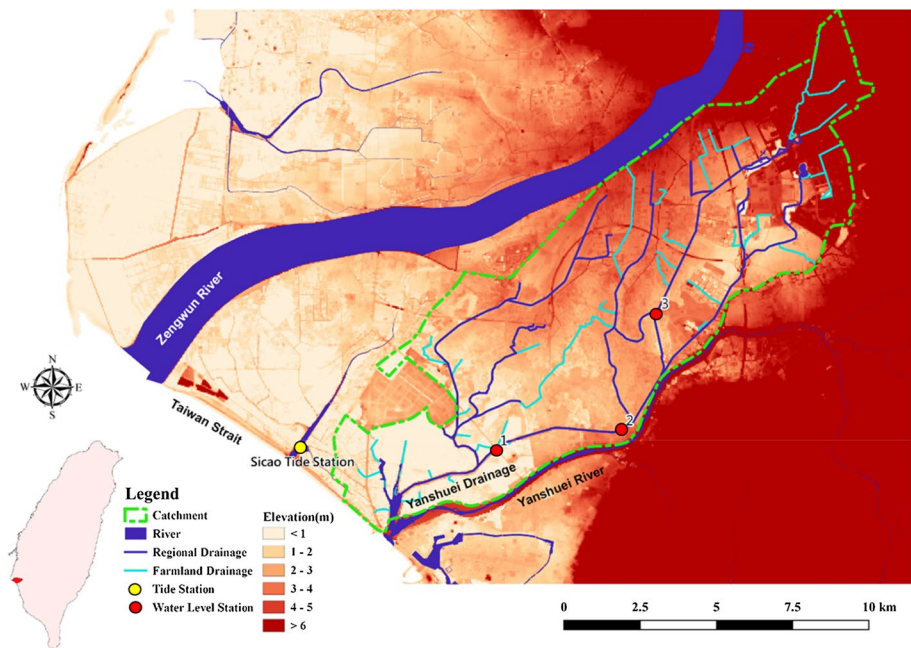 Zengwun River
3
N
W E
S
Taiwan Strait
2
1
Sicao Tide Station
Yanshuei Drainage
Yanshuei River
Legend
Catchment
River
Regional Drainage
Farmland Drainage
Tide Station
Water Level Station
Elevation(m)
< 1
1 - 2
2 - 3
3 - 4
4 - 5
> 6
0 2.5 5 7.5 10 km